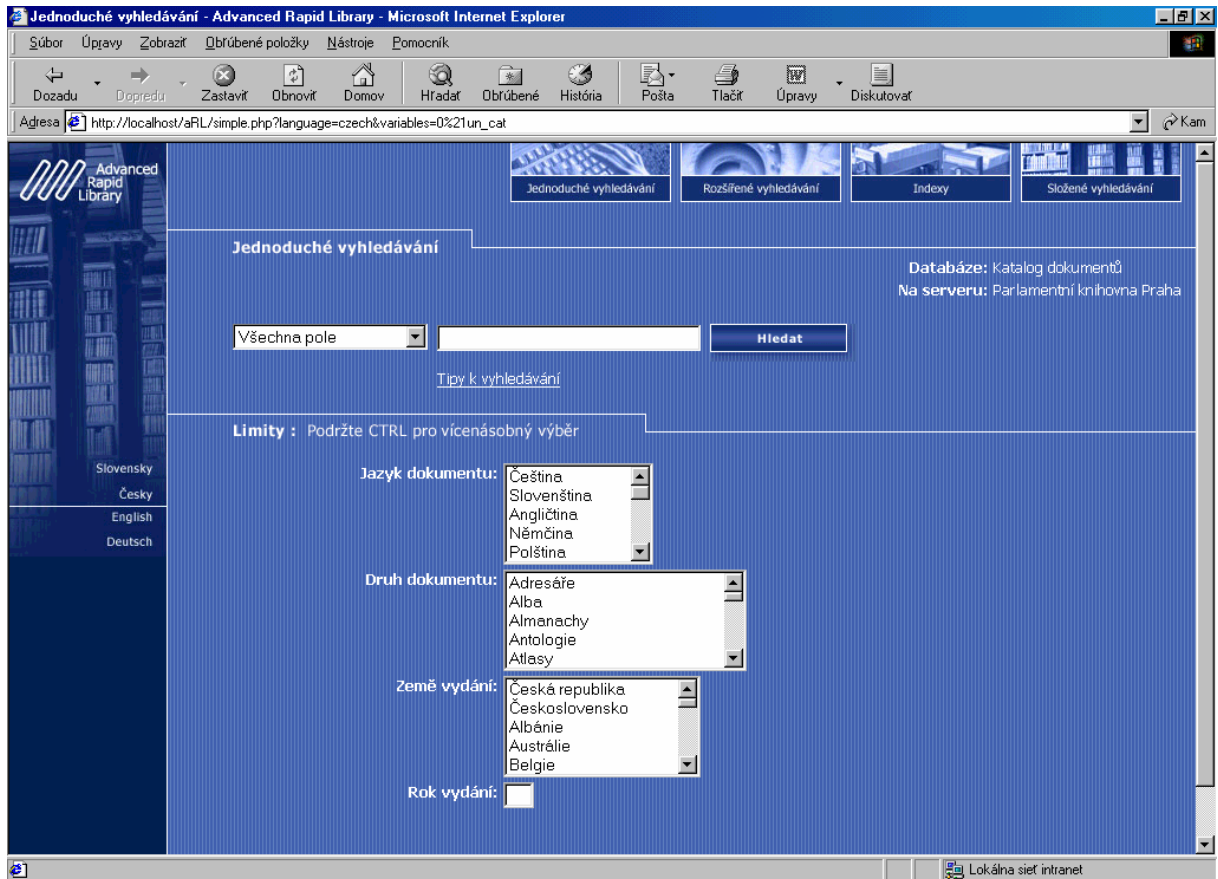 Jednoduché vyhledávání - Advanced Rapid Library - Microsoft Internet Explorer
Súbor Úpravy Zobraziť Obľúbené položky Nástroje Pomocník
Dozadu Dopredu Zastaviť Obnoviť Domov Hľadať Obľúbené História Pošta Tlačiť Úpravy Diskutovať
Adresa http://localhost/aRL/simple.php?language=czech&variables=0%21un_cat Kam
Advanced
Rapid
Library
Jednoduché vyhledávání Rozšířené vyhledávání Indexy Složené vyhledávání
Jednoduché vyhledávání
Databáze: Katalog dokumentů
Na serveru: Parlamentní knihovna Praha
Všechna pole Hledat
Tipy k vyhledávání
Limity : Podržte CTRL pro vícenásobný výběr
Slovensky
Česky
English
Deutsch
Jazyk dokumentu:
Čeština
Slovenština
Angličtina
Němčina
Polština
Druh dokumentu:
Adresáře
Alba
Almanachy
Antologie
Atlasy
Země vydání:
Česká republika
Československo
Albánie
Austrálie
Belgie
Rok vydání:
Lokálna sieť intranet